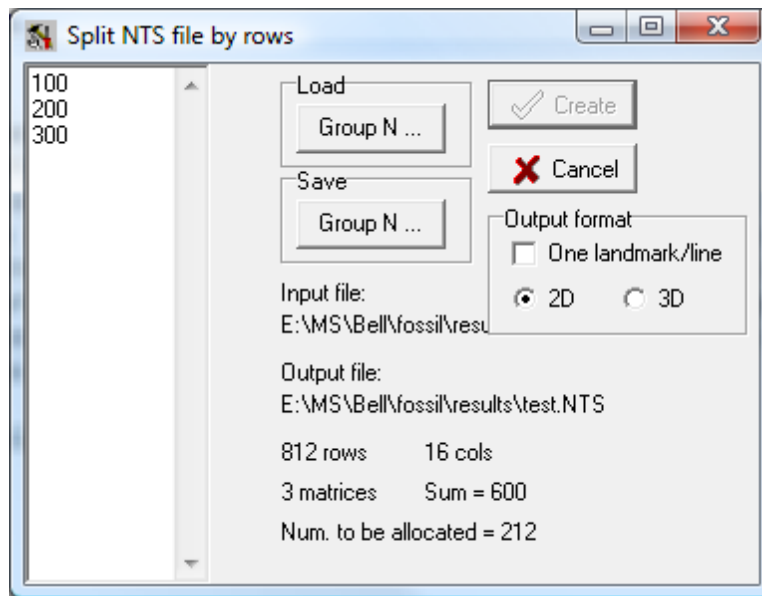 Split NTS file by rows
100
200
300
Load
Group N ...
Create
Save
Group N ...
Cancel
Output format
One landmark/line
2D 3D
Input file:
E:\MS\Bell\fossil\resu
Output file:
E:\MS\Bell\fossil\results\test.NTS
812 rows 16 cols
3 matrices Sum = 600
Num. to be allocated = 212